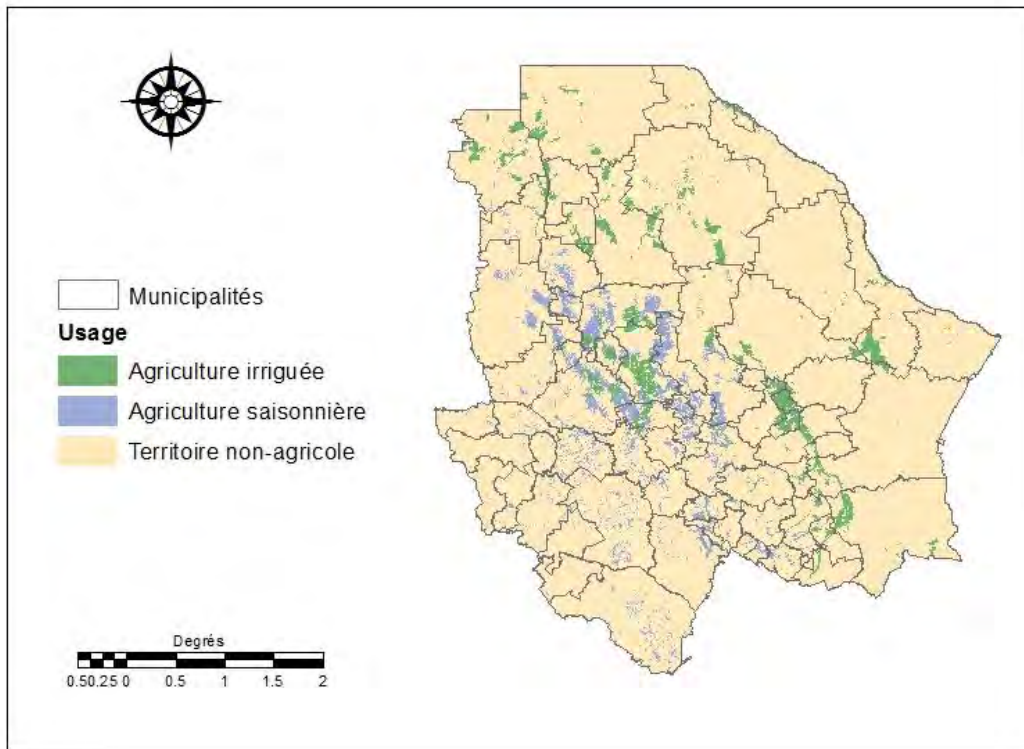 Municipalités
Usage
Agriculture irriguée
Agriculture saisonnière
Territoire non-agricole
Degrés
0.50.25 0 0.5 1 1.5 2